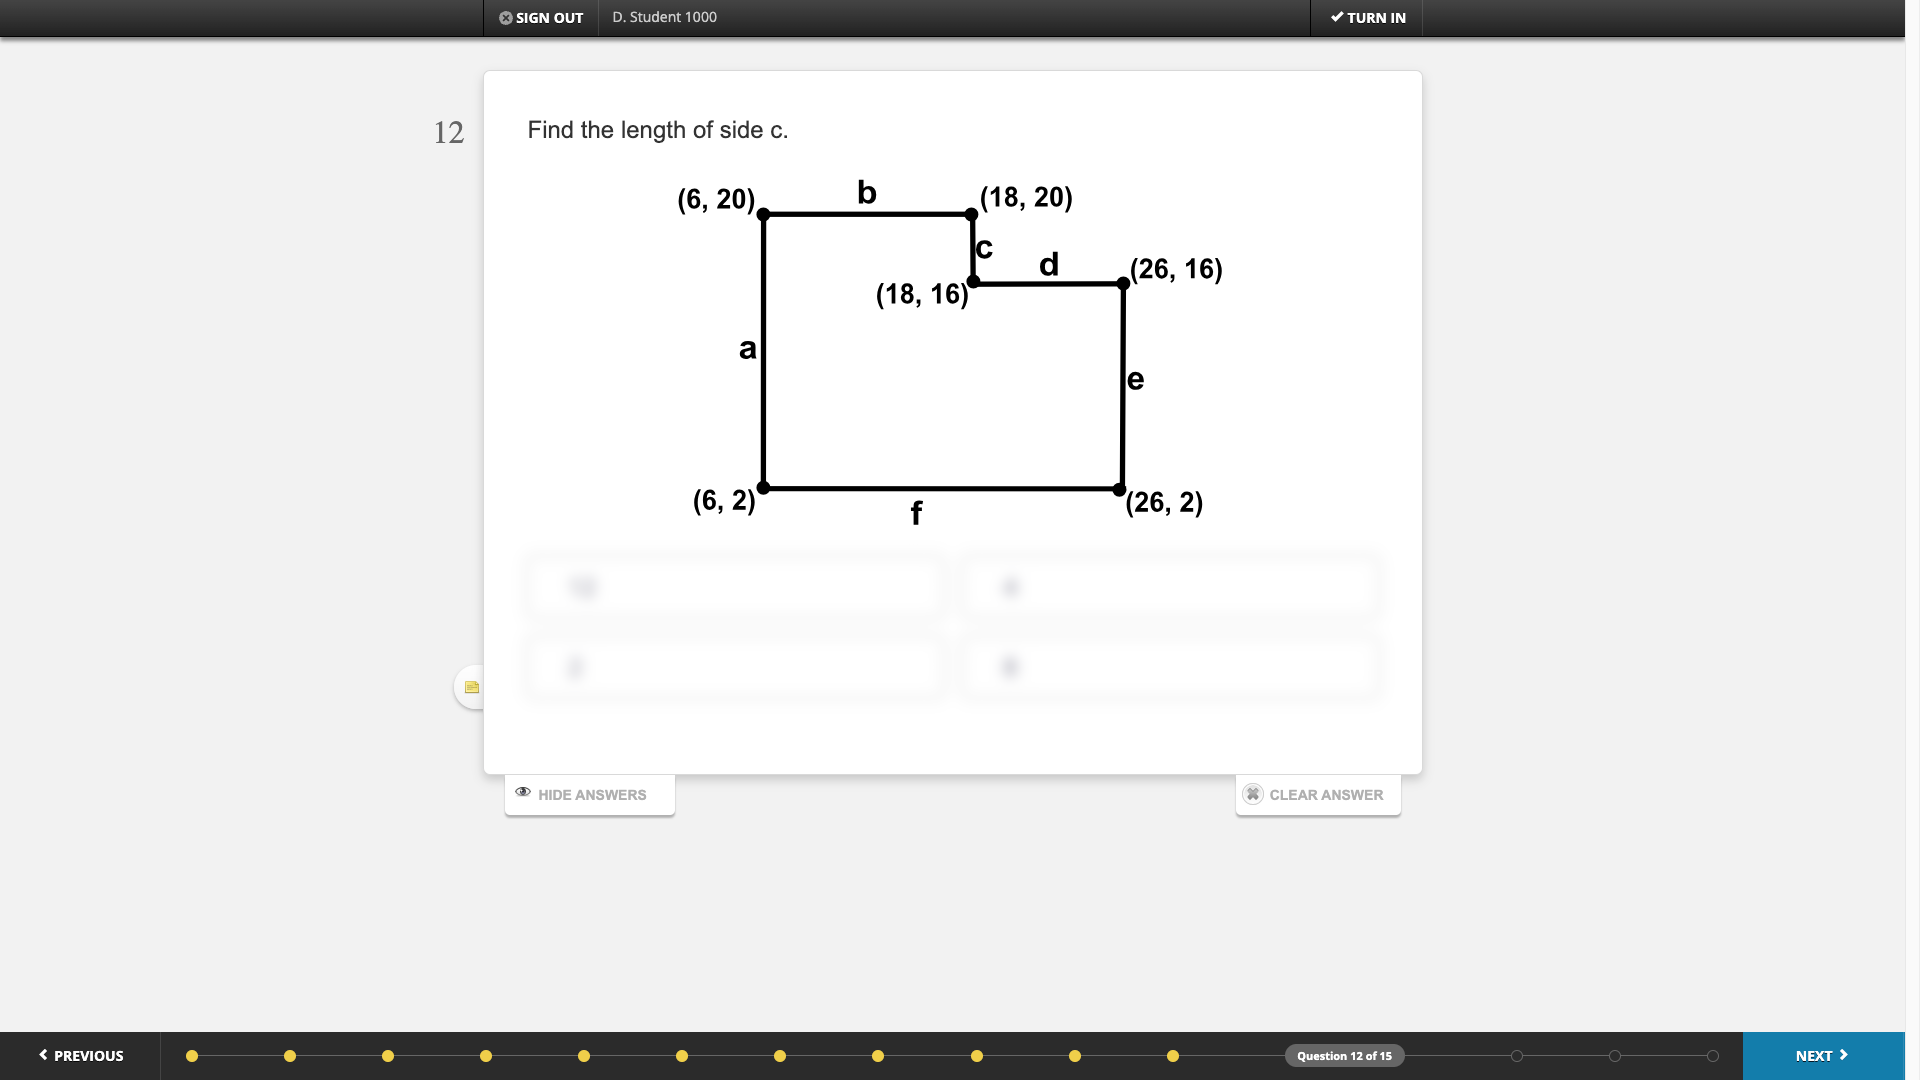 SIGN OUT
D. Student 1000
TURN IN
12
Find the length of side c.
(6, 20)
b
(18, 20)
c
d
(26, 16)
(18, 16)
a
e
(6, 2)
f
(26, 2)
HIDE ANSWERS
CLEAR ANSWER
PREVIOUS
Question 12 of 15
NEXT